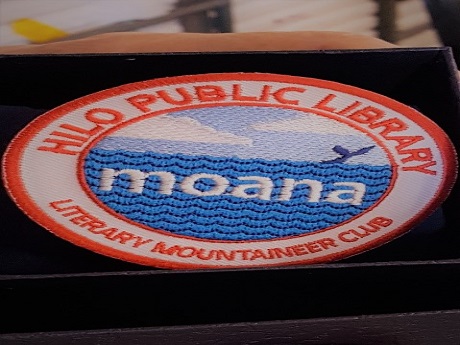 HILO PUBLIC LIBRARY
moana
LITERARY MOUNTAINEER CLUB